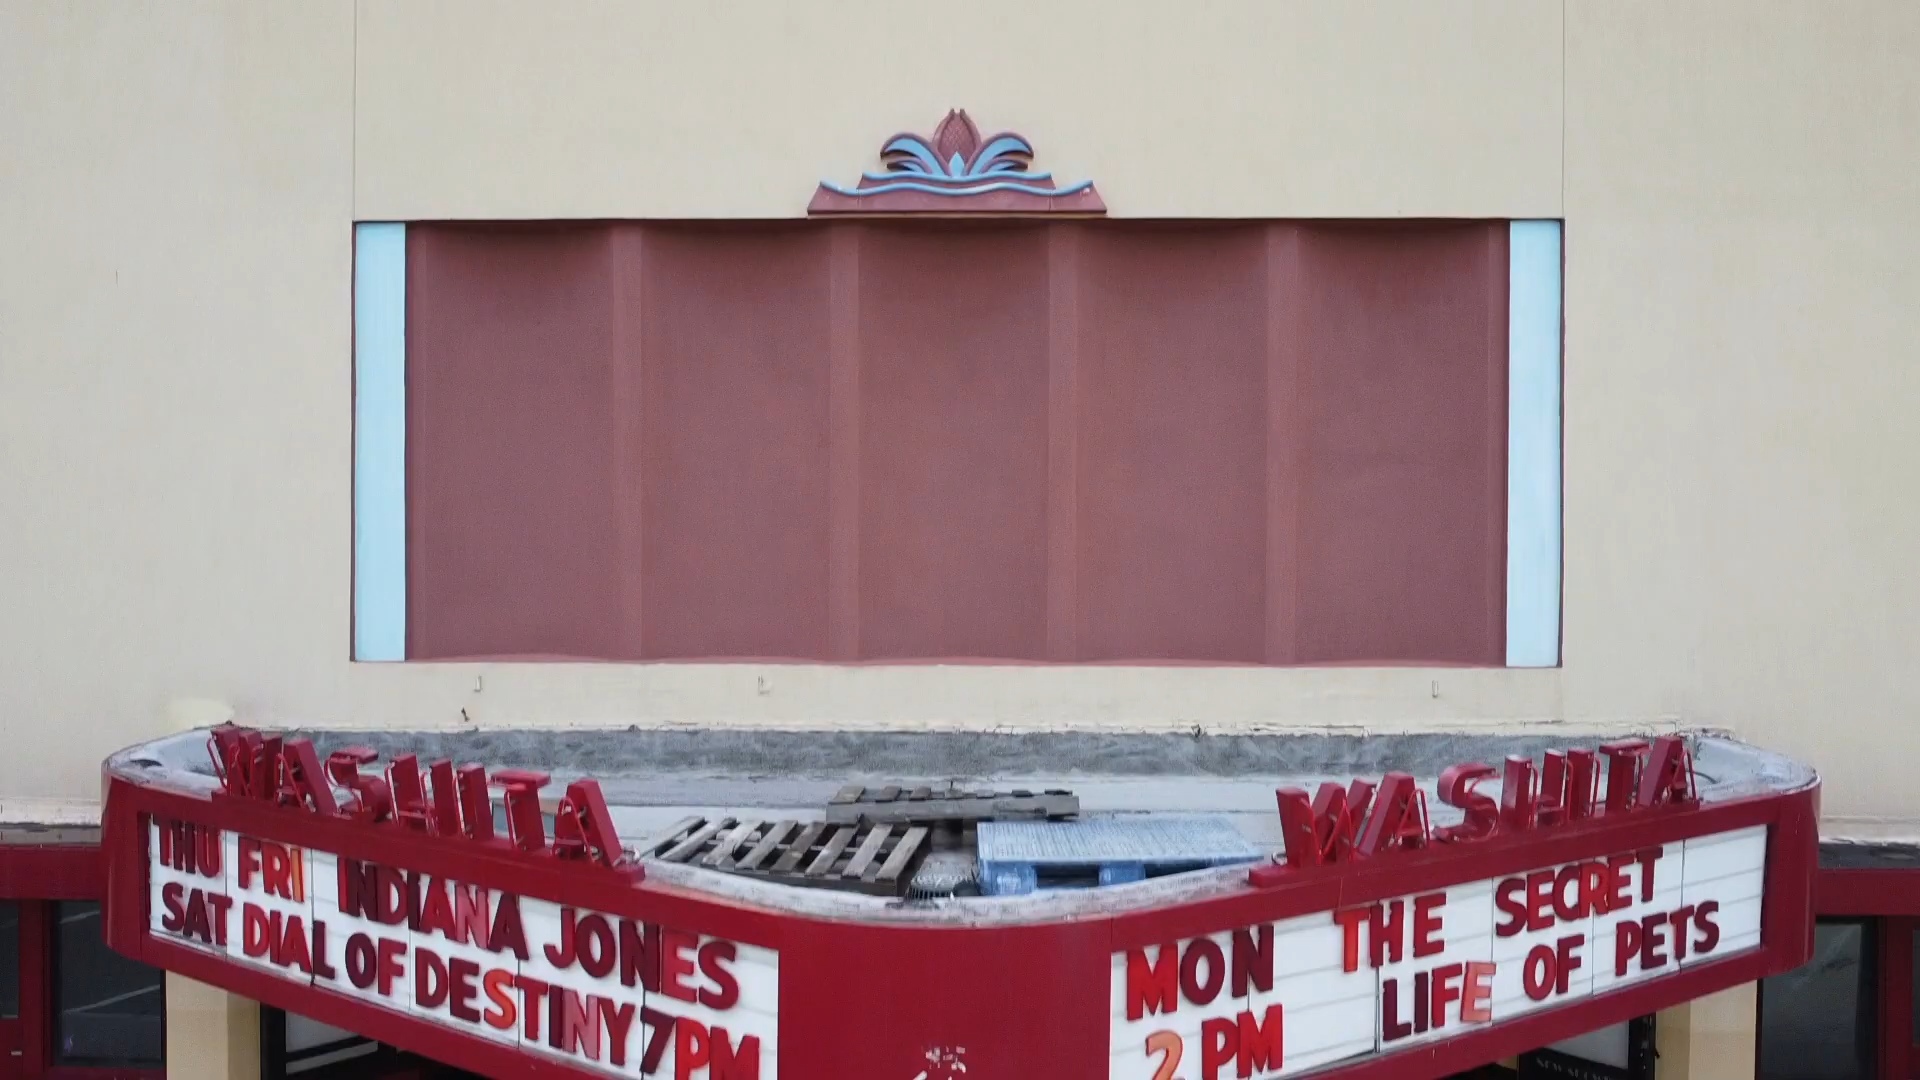 WASHITA
THU FRI INDIANA JONES
SAT DIAL OF DESTINY 7PM
WASHITA
MON THE SECRET
2 PM LIFE OF PETS